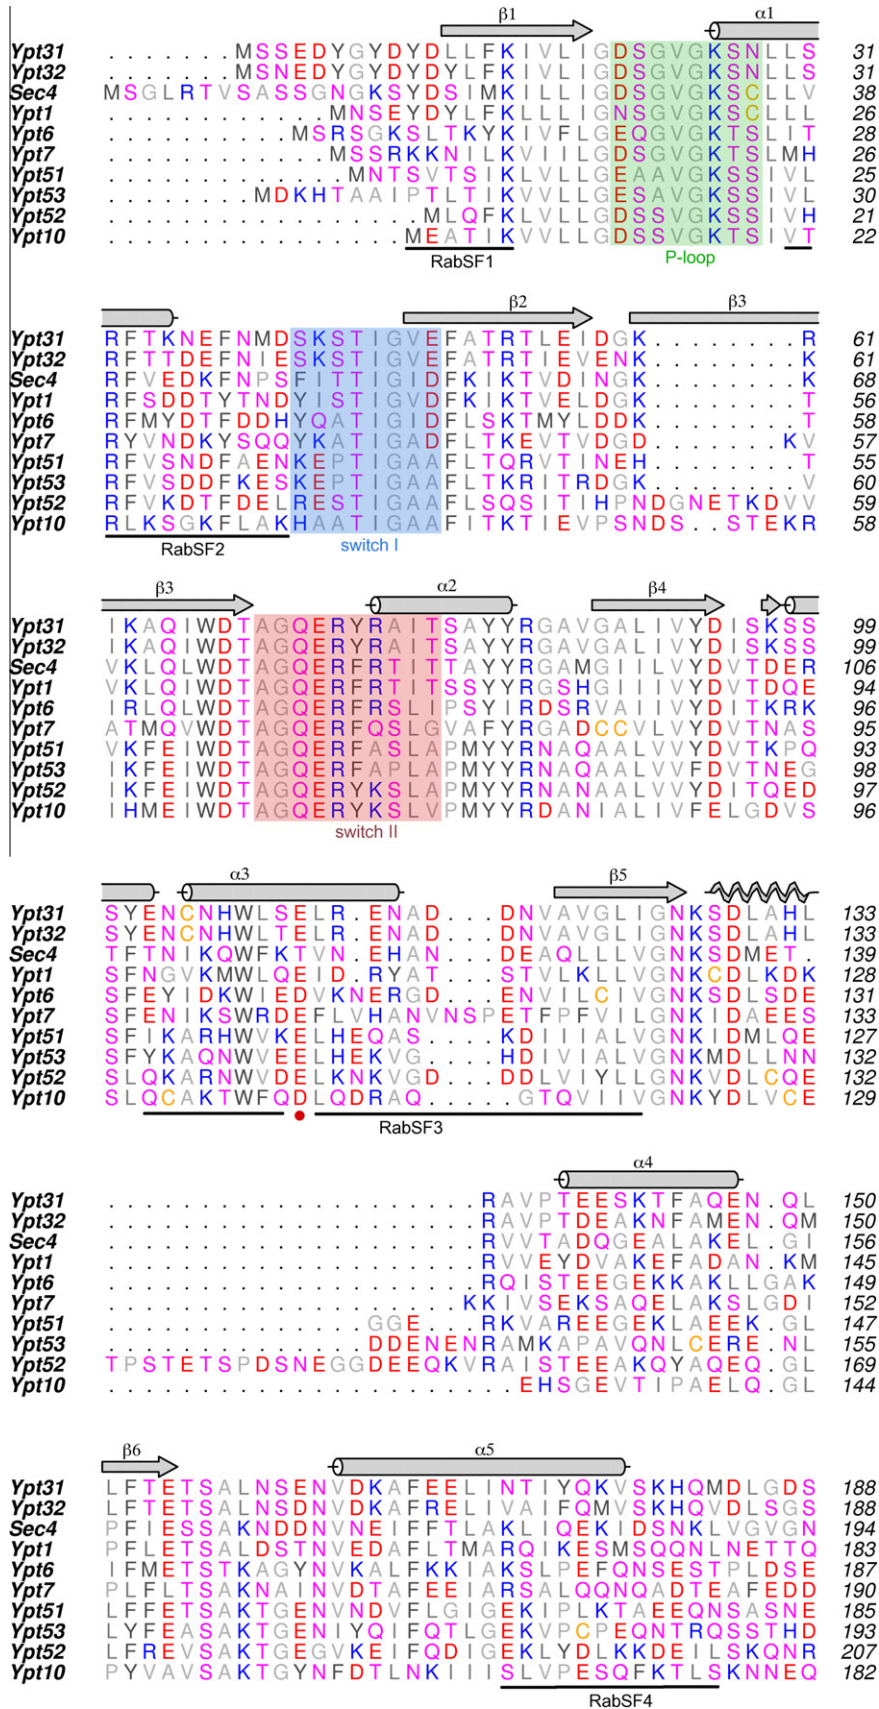 β1 α1
Ypt31 .......MSSEDYGYDYDLLFKIVLIGDSGVGKSNLLS 31
Ypt32 .......MSNEDYGYDYDYLFKIVLIGDSGVGKSNLLS 31
Sec4 MSGLRTVSASSGNGKSYDSIMKILLIGDSGVGKSCLLV 38
Ypt1 ............MNSEYDYLFKLLLIGNSGVGKSCLLL 26
Ypt6 ..........MSRSGKSLTKYKIVFLGEQGVGKTSLIT 28
Ypt7 ............MSSRKKNILKVIILGDSGVGKTSLMH 26
Ypt51 .............MNTSVTSIKLVLLGEAAVGKSSIVL 25
Ypt53 ........MDKHTAAIPTLTIKVVLLGESAVGKSSIVL 30
Ypt52 .................MLQFKLVLLGDSSVGKSSIVH 21
Ypt10 ................MEATIKVVLLGDSSVGKTSIVT 22
RabSF1 P-loop
β2 β3
Ypt31 RFTKNEFNMDSKSTIGVEFATRTLEIDGK........R 61
Ypt32 RFTTDEFNIESKSTIGVEFATRTIEVENK........K 61
Sec4 RFVEDKFNPSFITTIGIDFKIKTVDINGK........K 68
Ypt1 RFSDDTYTNDYISTIGVDFKIKTVELDGK........T 56
Ypt6 RFMYDTFDDHYQATIGIDFLSKTMYLDDK........T 58
Ypt7 RYVNDKYSQQYKATIGADFLTKEVTVDGD.......KV 57
Ypt51 RFVSNDFAENKEPTIGAAFLTQRVTINEH........T 55
Ypt53 RFVSDDFKESKEPTIGAAFLTKRITRDGK........V 60
Ypt52 RFVKDTFDELRESTIGAAFLSQSITIHPNDGNETKDVV 59
Ypt10 RLKSGKFLAKHAATIGAAFITKTIEVPSNDS..STEKR 58
RabSF2 switch I
β3 α2 β4
Ypt31 IKAQIWDTAGQERYRAITSAYYRGAVGALIVYDISKSS 99
Ypt32 IKAQIWDTAGQERYRAITSAYYRGAVGALIVYDISKSS 99
Sec4 VKLQLWDTAGQERFRTITTAYYRGAMGIILVYDVTDER 106
Ypt1 VKLQIWDTAGQERFRTITSSYYRGSHGIIIVYDVTDQE 94
Ypt6 IRLQLWDTAGQERFRSLIPSYIRDSRVAIIVYDITKRK 96
Ypt7 ATMQVWDTAGQERFQSLGVAFYRGADCCVLVYDVTNAS 95
Ypt51 VKFEIWDTAGQERFASLAPMYYRNAQAALVVYDVTKPQ 93
Ypt53 IKFEIWDTAGQERFAPLAPMYYRNAQAALVVFDVTNEG 98
Ypt52 IKFEIWDTAGQERYKSLAPMYYRNANAALVVYDITQED 97
Ypt10 IHMEIWDTAGQERYKSLVPMYYRDANIALIVFELGDVS 96
switch II
α3 β5
Ypt31 SYENCNHWLSELR.ENAD...DNVAVGLIGNKSDLAHL 133
Ypt32 SYENCNHWLTELR.ENAD...DNVAVGLIGNKSDLAHL 133
Sec4 TFTNIKQWFKTVN.EHAN...DEAQLLLVGNKSDMET. 139
Ypt1 SFNGVKMWLQEID.RYAT...STVLKLLVGNKCDLKDK 128
Ypt6 SFEYIDKWIEDVKNERGD...ENVILCIVGNKSDLSDE 131
Ypt7 SFENIKSWRDEFLVHANVNSPETFPFVILGNKIDAEES 133
Ypt51 SFIKARHWVKELHEQAS....KDIIIALVGNKIDMLQE 127
Ypt53 SFYKAQNWVEELHEKVG....HDIVIALVGNKMDLLNN 132
Ypt52 SLQKARNWVDELKNKVGD...DDLVIYLLGNKVDLCQE 132
Ypt10 SLQCAKTWFQDLQDRAQ.....GTQVIIVGNKYDLVCE 129
RabSF3
α4
Ypt31 ....................RAVPTEESKTFAQEN.QL 150
Ypt32 ....................RAVPTDEAKNFAMEN.QM 150
Sec4 ....................RVVTADQGEALAKEL.GI 156
Ypt1 ....................RVVEYDVAKEFADAN.KM 145
Ypt6 ....................RQISTEEGEKKAKLLGAK 149
Ypt7 ...................KKIVSEKSAQELAKSLGDI 152
Ypt51 ..............GGE...RKVAREEGEKLAEEK.GL 147
Ypt53 ..............DDENENRAMKAPAVQNLCERE.NL 155
Ypt52 TPSTETSPDSNEGGDEEQKVRAISTEEAKQYAQEQ.GL 169
Ypt10 ......................EHSGEVTIPAELQ.GL 144
β6 α5
Ypt31 LFTETSALNSENVDKAFEELINTIYQKVSKHQMDLGDS 188
Ypt32 LFTETSALNSDNVDKAFRELIVAIFQMVSKHQVDLSGS 188
Sec4 PFIESSAKNDDNVNEIFFTLAKLIQEKIDSNKLVGVGN 194
Ypt1 PFLETSALDSTNVEDAFLTMARQIKESMSQQNLNETTQ 183
Ypt6 IFMETSTKAGYNVKALFKKIAKSLPEFQNSESTPLDSE 187
Ypt7 PLFLTSAKNAINVDTAFEEIARSALQQNQADTEAFEDD 190
Ypt51 LFFETSAKTGENVNDVFLGIGEKIPLKTAEEQNSASNE 185
Ypt53 LYFEASAKTGENIYQIFQTLGEKVPCPEQNTRQSSTHD 193
Ypt52 LFREVSAKTGEGVKEIFQDIGEKLYDLKKDEILSKQNR 207
Ypt10 PYVAVSAKTGYNFDTLNKIIISLVPESQFKTLSKNNEQ 182
RabSF4